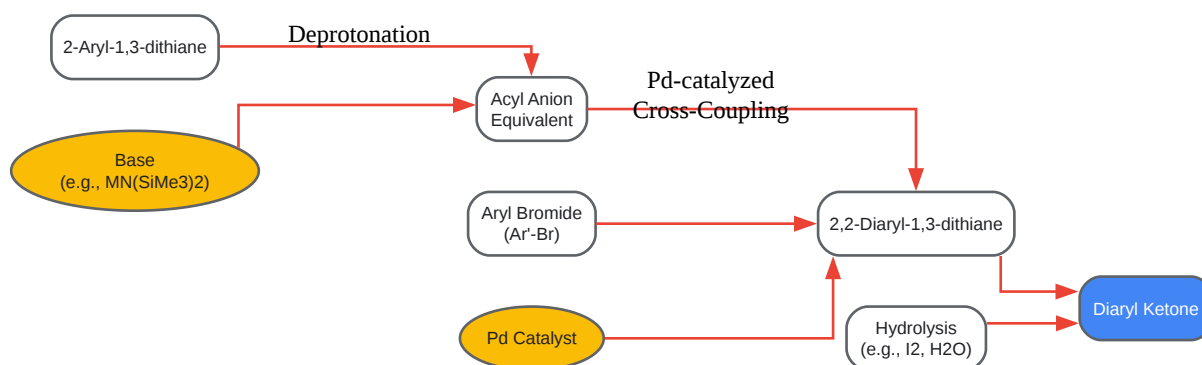 2-Aryl-1,3-dithiane
Deprotonation
Acyl Anion
Equivalent
Pd-catalyzed
Cross-Coupling
Base
(e.g., MN(SiMe3)2)
Aryl Bromide
(Ar'-Br)
2,2-Diaryl-1,3-dithiane
Pd Catalyst
Hydrolysis
(e.g., I2, H2O)
Diaryl Ketone